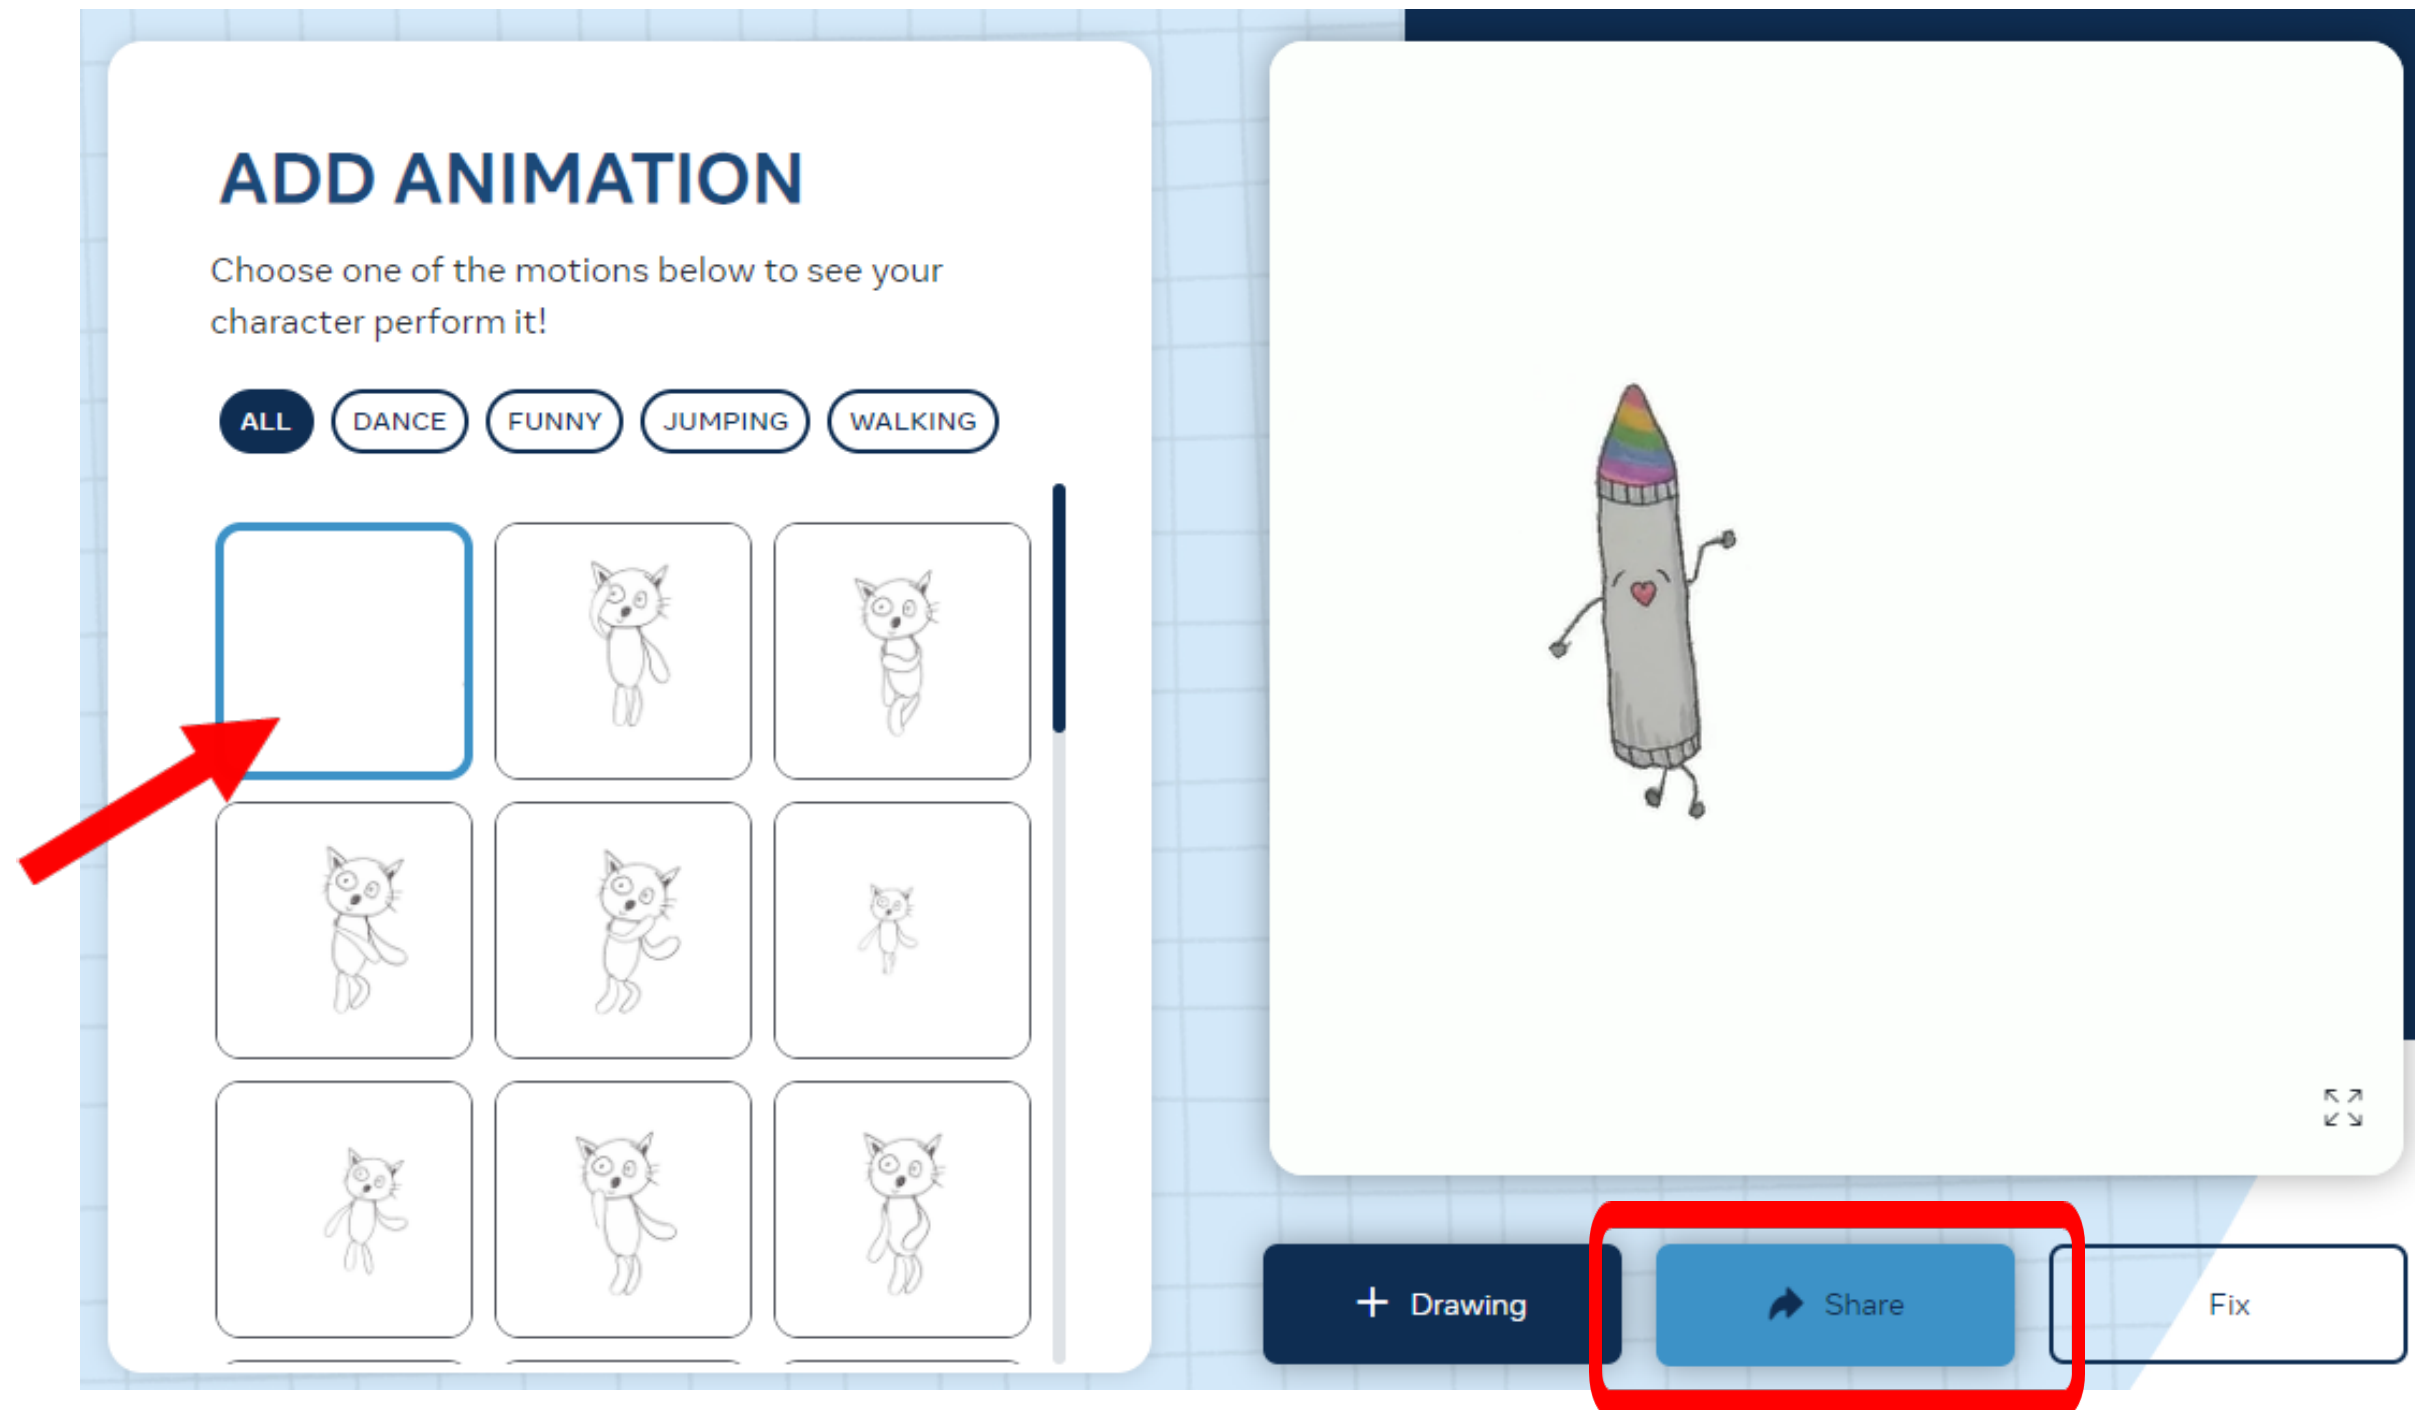 ADD ANIMATION
Choose one of the motions below to see your
character perform it!
ALL DANCE FUNNY JUMPING WALKING
+ Drawing Share Fix